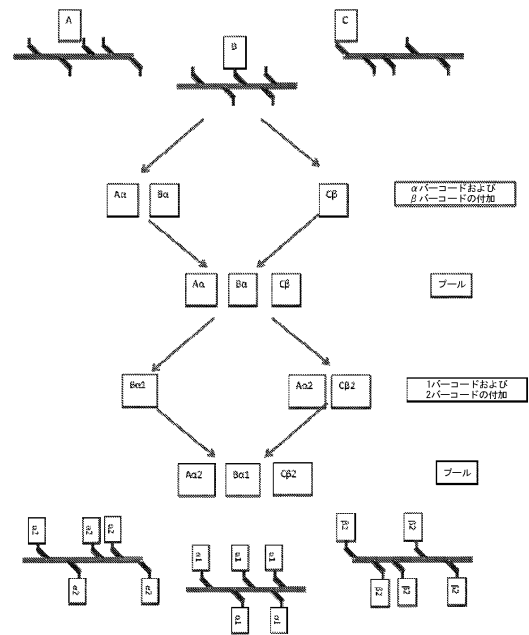 A
B
C
Aα
Bα
Cβ
αバーコードおよび
βバーコードの付加
Aα
Bα
Cβ
プール
Bα1
Aα2
Cβ2
1バーコードおよび
2バーコードの付加
Aα2
Bα1
Cβ2
プール
α2
α2
α2
α2
α2
α1
α1
α1
α1
α1
β2
β2
β2
β2
β2